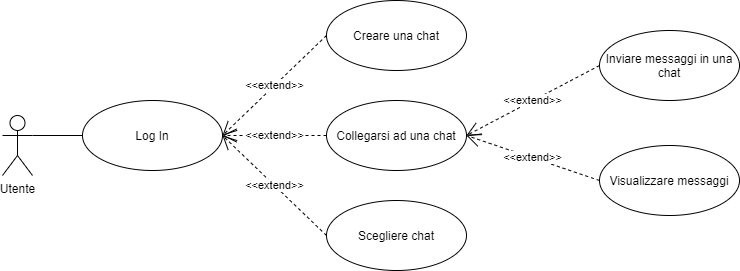 Creare una chat
<<extend>>
Inviare messaggi in una
chat
<<extend>>
Log In
<<extend>>
Collegarsi ad una chat
<<extend>>
Visualizzare messaggi
Utente
<<extend>>
Scegliere chat